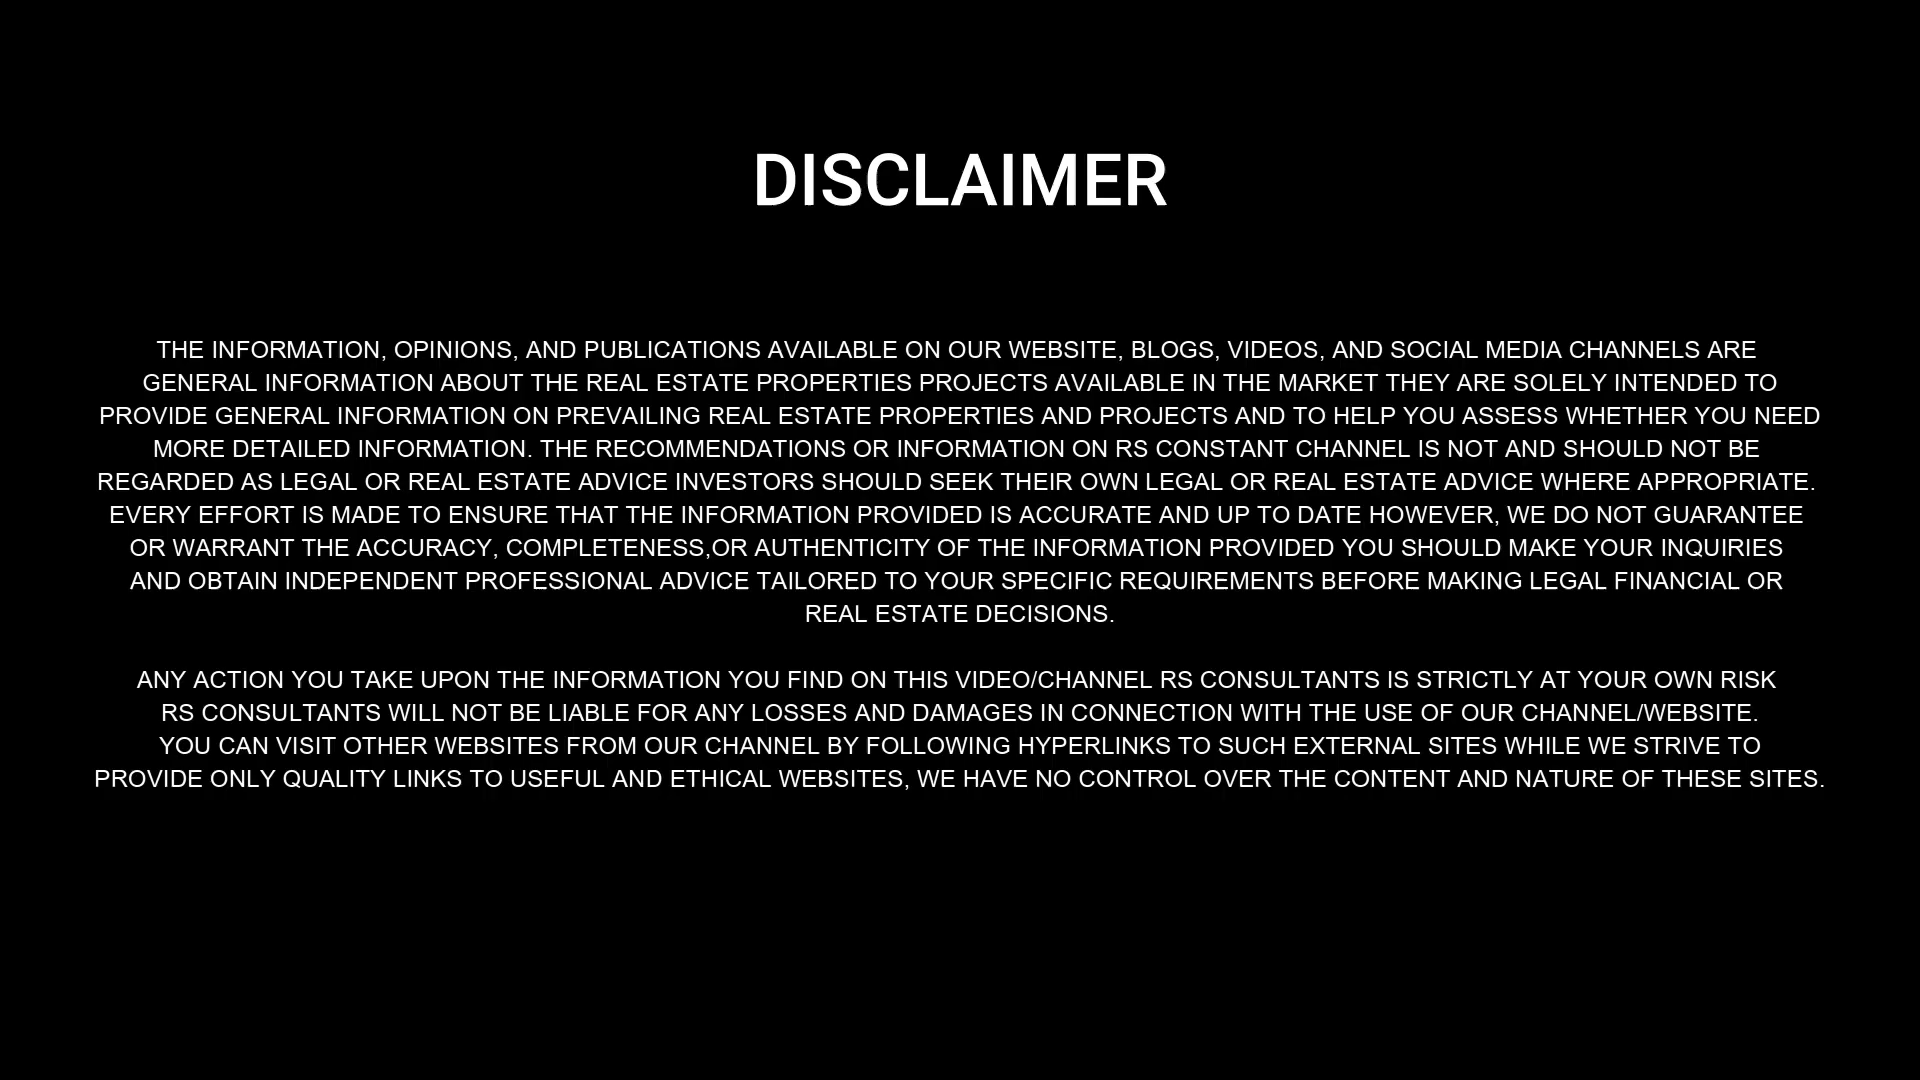 DISCLAIMER
THE INFORMATION, OPINIONS, AND PUBLICATIONS AVAILABLE ON OUR WEBSITE, BLOGS, VIDEOS, AND SOCIAL MEDIA CHANNELS ARE
GENERAL INFORMATION ABOUT THE REAL ESTATE PROPERTIES PROJECTS AVAILABLE IN THE MARKET THEY ARE SOLELY INTENDED TO
PROVIDE GENERAL INFORMATION ON PREVAILING REAL ESTATE PROPERTIES AND PROJECTS AND TO HELP YOU ASSESS WHETHER YOU NEED
MORE DETAILED INFORMATION. THE RECOMMENDATIONS OR INFORMATION ON RS CONSTANT CHANNEL IS NOT AND SHOULD NOT BE
REGARDED AS LEGAL OR REAL ESTATE ADVICE INVESTORS SHOULD SEEK THEIR OWN LEGAL OR REAL ESTATE ADVICE WHERE APPROPRIATE.
EVERY EFFORT IS MADE TO ENSURE THAT THE INFORMATION PROVIDED IS ACCURATE AND UP TO DATE HOWEVER, WE DO NOT GUARANTEE
OR WARRANT THE ACCURACY, COMPLETENESS,OR AUTHENTICITY OF THE INFORMATION PROVIDED YOU SHOULD MAKE YOUR INQUIRIES
AND OBTAIN INDEPENDENT PROFESSIONAL ADVICE TAILORED TO YOUR SPECIFIC REQUIREMENTS BEFORE MAKING LEGAL FINANCIAL OR
REAL ESTATE DECISIONS.
ANY ACTION YOU TAKE UPON THE INFORMATION YOU FIND ON THIS VIDEO/CHANNEL RS CONSULTANTS IS STRICTLY AT YOUR OWN RISK
RS CONSULTANTS WILL NOT BE LIABLE FOR ANY LOSSES AND DAMAGES IN CONNECTION WITH THE USE OF OUR CHANNEL/WEBSITE.
YOU CAN VISIT OTHER WEBSITES FROM OUR CHANNEL BY FOLLOWING HYPERLINKS TO SUCH EXTERNAL SITES WHILE WE STRIVE TO
PROVIDE ONLY QUALITY LINKS TO USEFUL AND ETHICAL WEBSITES, WE HAVE NO CONTROL OVER THE CONTENT AND NATURE OF THESE SITES.